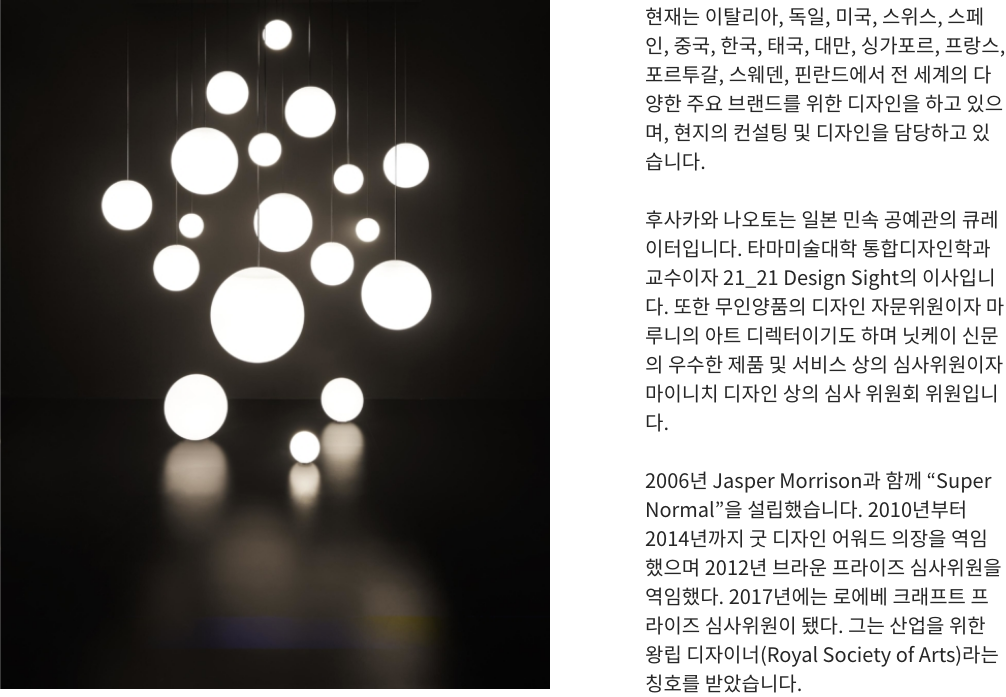 현재는 이탈리아, 독일, 미국, 스위스, 스페
인, 중국, 한국, 태국, 대만, 싱가포르, 프랑스,
포르투갈, 스웨덴, 핀란드에서 전 세계의 다
양한 주요 브랜드를 위한 디자인을 하고 있으
며, 현지의 컨설팅 및 디자인을 담당하고 있
습니다.
후사카와 나오토는 일본 민속 공예관의 큐레
이터입니다. 타마미술대학 통합디자인학과
교수이자 21_21 Design Sight의 이사입니
다. 또한 무인양품의 디자인 자문위원이자 마
루니의 아트 디렉터이기도 하며 닛케이 신문
의 우수한 제품 및 서비스 상의 심사위원이자
마이니치 디자인 상의 심사 위원회 위원입니
다.
2006년 Jasper Morrison과 함께 “Super
Normal”을 설립했습니다. 2010년부터
2014년까지 굿 디자인 어워드 의장을 역임
했으며 2012년 브라운 프라이즈 심사위원을
역임했다. 2017년에는 로에베 크래프트 프
라이즈 심사위원이 됐다. 그는 산업을 위한
왕립 디자이너(Royal Society of Arts)라는
칭호를 받았습니다.